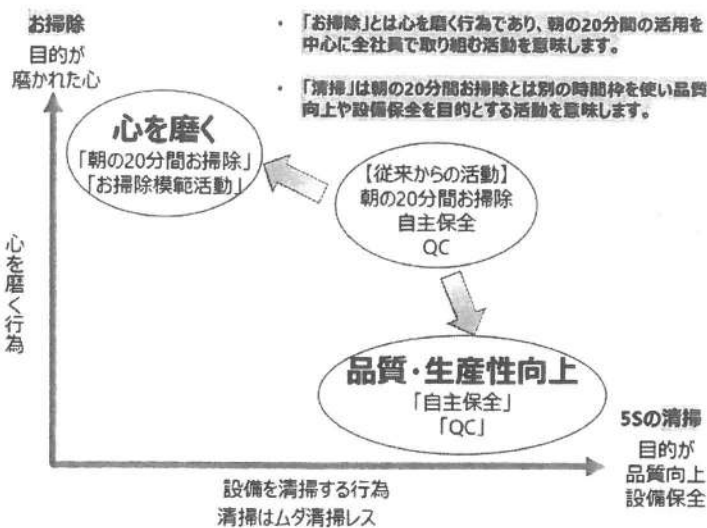 お掃除
目的が
磨かれた心
・ 「お掃除」とは心を磨く行為であり、朝の20分間の活用を
中心に全社員で取り組む活動を意味します。
・ 「清掃」は朝の20分間お掃除とは別の時間枠を使い品質
向上や設備保全を目的とする活動を意味します。
心を磨く
「朝の20分間お掃除」
「お掃除模範活動」
【従来からの活動】
朝の20分間お掃除
自主保全
QC
心を磨く行為
品質・生産性向上
「自主保全」
「QC」
5Sの清掃
目的が
品質向上
設備保全
設備を清掃する行為
清掃はムダ清掃レス